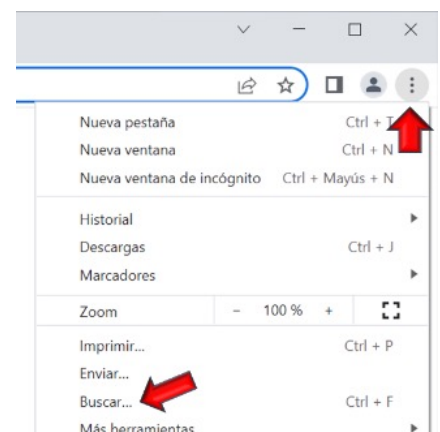 Nueva pestaña Ctrl + T
Nueva ventana Ctrl + N
Nueva ventana de incógnito Ctrl + Mayús + N
Historial
Descargas Ctrl + J
Marcadores
Zoom - 100 % +
Imprimir... Ctrl + P
Enviar...
Buscar... Ctrl + F
Más herramientas